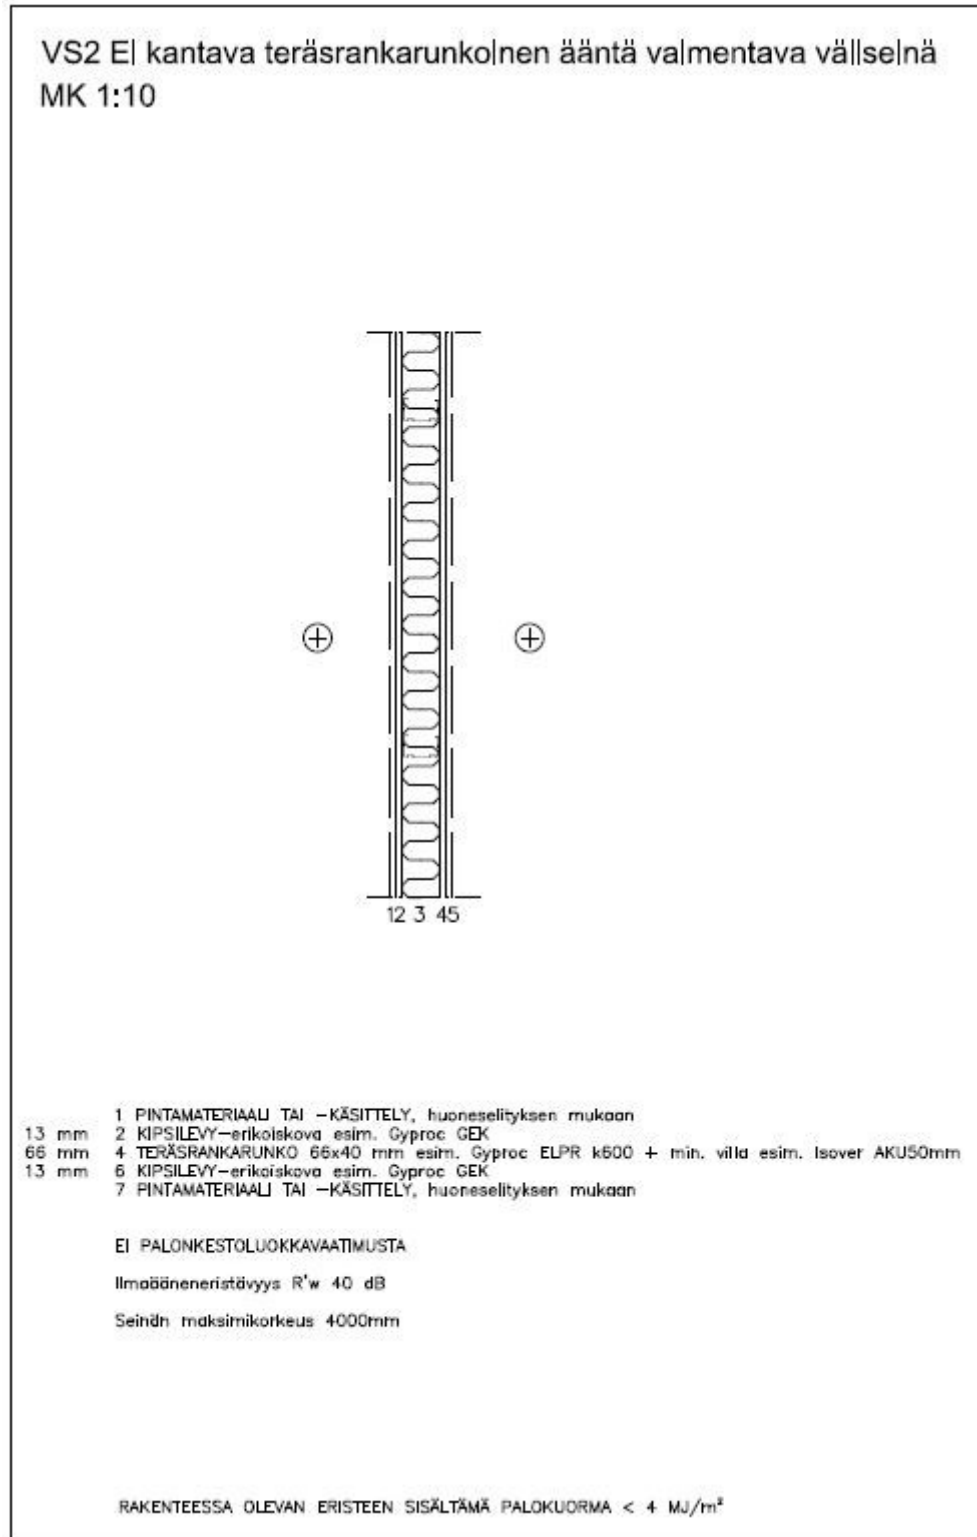 VS2 EI kantava teräsrankarunkoinen ääntä vaimentava väliseinä
MK 1:10
12 3 45
1 PINTAMATERIAALI TAI -KÄSITTELY, huoneselityksen mukaan
13 mm 2 KIPSILEVY-erikoiskova esim. Gyproc GEK
66 mm 4 TERÄSRANKARUNKO 66x40 mm esim. Gyproc ELPR k600 + min. villa esim. Isover AKU50mm
13 mm 6 KIPSILEVY-erikoiskova esim. Gyproc GEK
7 PINTAMATERIAALI TAI -KÄSITTELY, huoneselityksen mukaan
EI PALONKESTOLUOKKAVAATIMUSTA
Ilmaääneneristävyys R'w 40 dB
Seinän maksimikorkeus 4000mm
RAKENTEESSA OLEVAN ERISTEEN SISÄLTÄMÄ PALOKUORMA < 4 MJ/m²